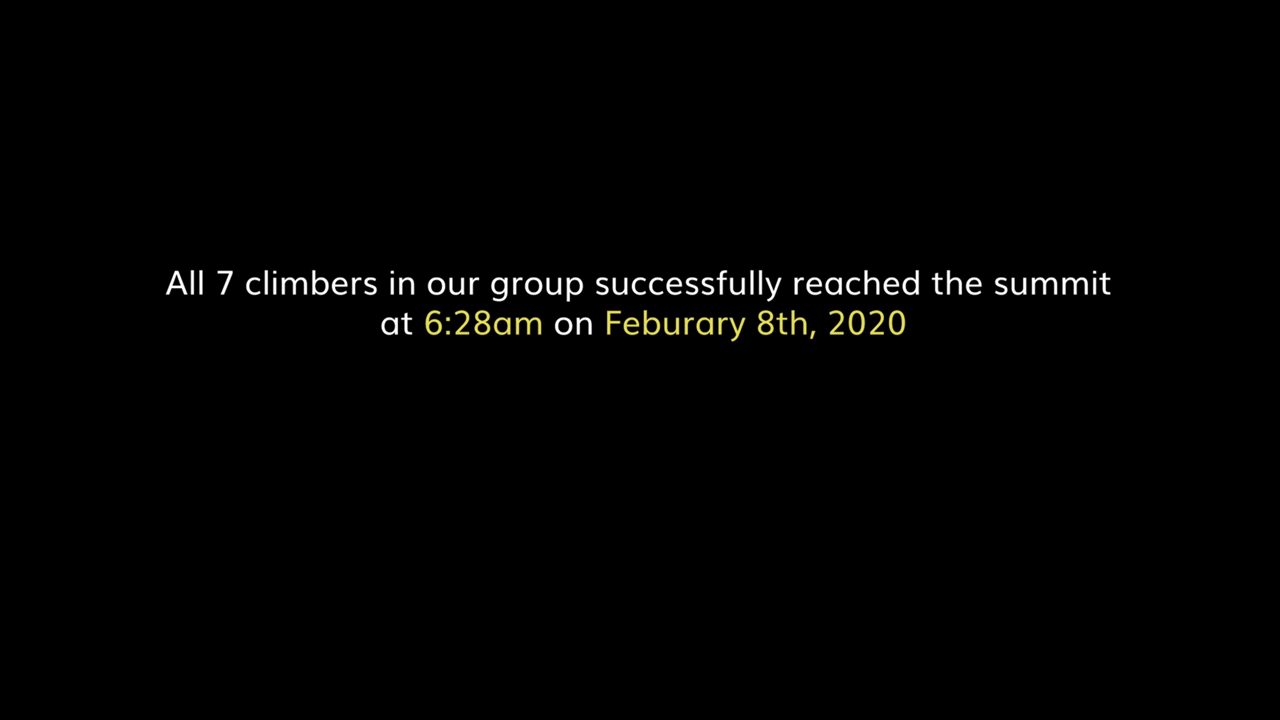 All 7 climbers in our group successfully reached the summit
at 6:28am on Feburary 8th, 2020